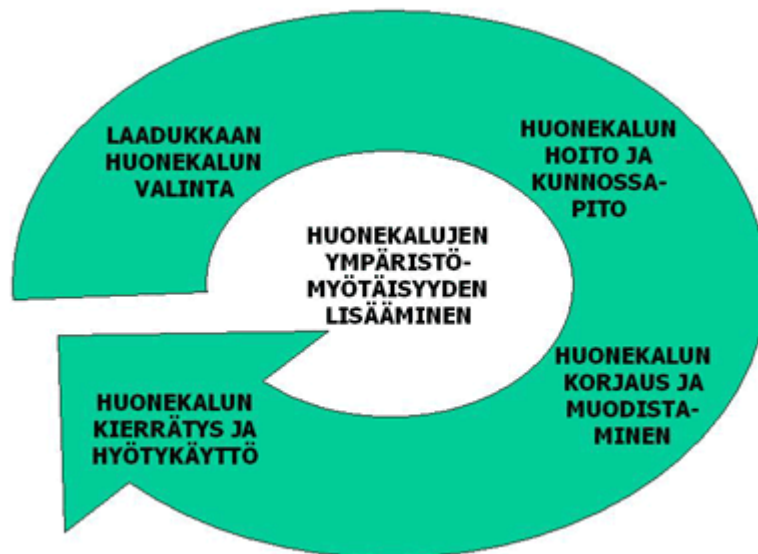 LAADUKKAAN
HUONEKALUN
VALINTA
HUONEKALUN
HOITO JA
KUNNOSSA-
PITO
HUONEKALUJEN
YMPÄRISTÖ-
MYÖTÄISYYDEN
LISÄÄMINEN
HUONEKALUN
KORJAUS JA
MUODISTA-
MINEN
HUONEKALUN
KIERRÄTYS JA
HYÖTYKÄYTTÖ